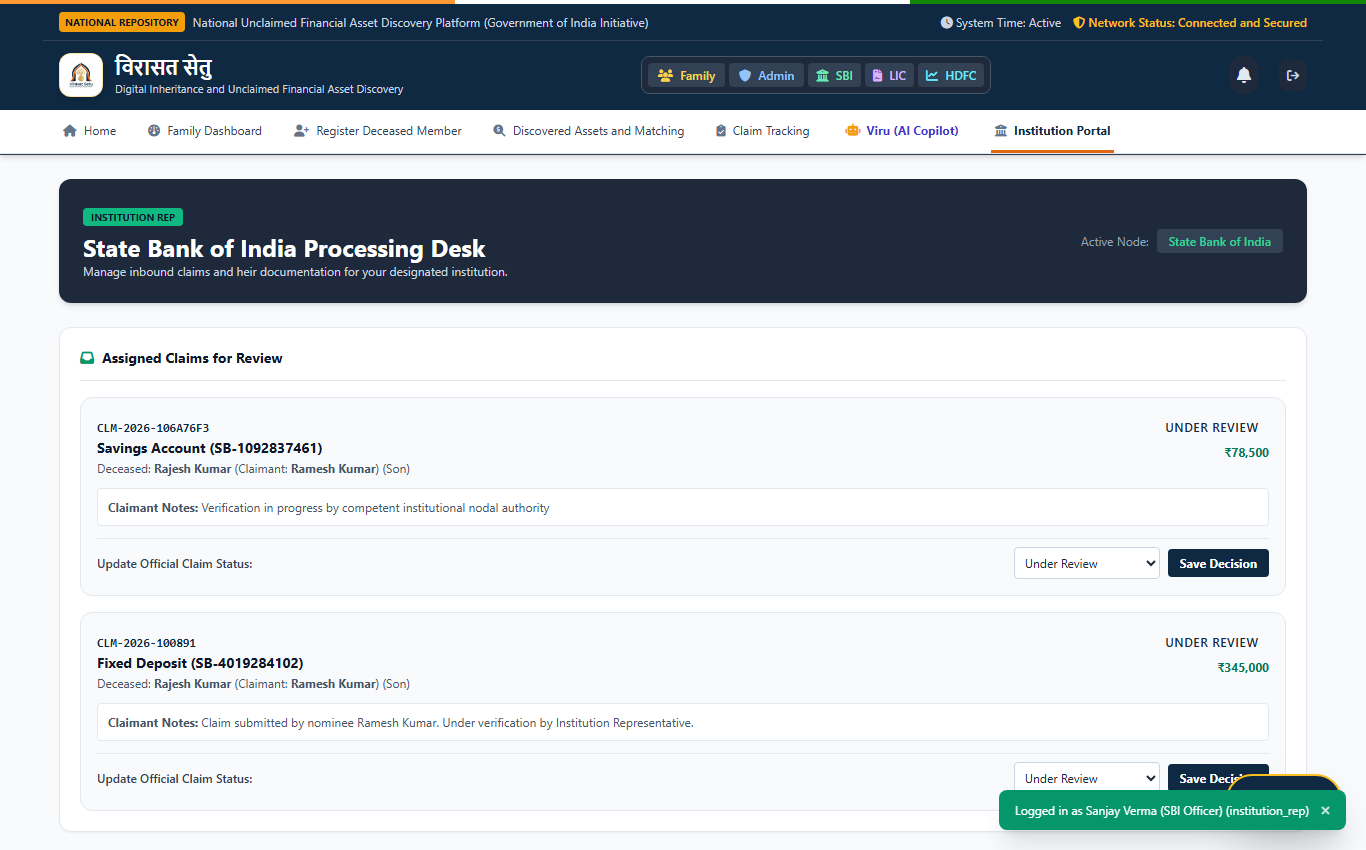 NATIONAL REPOSITORY National Unclaimed Financial Asset Discovery Platform (Government of India Initiative) System Time: Active Network Status: Connected and Secured
विरासत सेतु
Digital Inheritance and Unclaimed Financial Asset Discovery
Family Admin SBI LIC HDFC
Home Family Dashboard Register Deceased Member Discovered Assets and Matching Claim Tracking Viru (AI Copilot) Institution Portal
INSTITUTION REP
State Bank of India Processing Desk
Manage inbound claims and heir documentation for your designated institution.
Active Node: State Bank of India
Assigned Claims for Review
CLM-2026-106A76F3 UNDER REVIEW
Savings Account (SB-1092837461) ₹78,500
Deceased: Rajesh Kumar (Claimant: Ramesh Kumar) (Son)
Claimant Notes: Verification in progress by competent institutional nodal authority
Update Official Claim Status: Under Review Save Decision
CLM-2026-100891 UNDER REVIEW
Fixed Deposit (SB-4019284102) ₹345,000
Deceased: Rajesh Kumar (Claimant: Ramesh Kumar) (Son)
Claimant Notes: Claim submitted by nominee Ramesh Kumar. Under verification by Institution Representative.
Update Official Claim Status: Under Review Save
Logged in as Sanjay Verma (SBI Officer) (institution_rep) ×